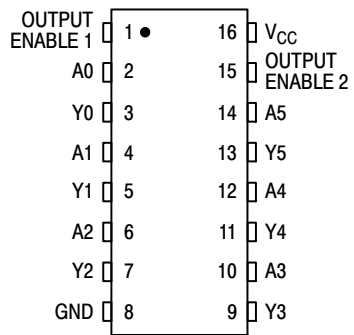 OUTPUT
ENABLE 1 1 16 VCC
A0 2 15 OUTPUT
ENABLE 2
Y0 3 14 A5
A1 4 13 Y5
Y1 5 12 A4
A2 6 11 Y4
Y2 7 10 A3
GND 8 9 Y3